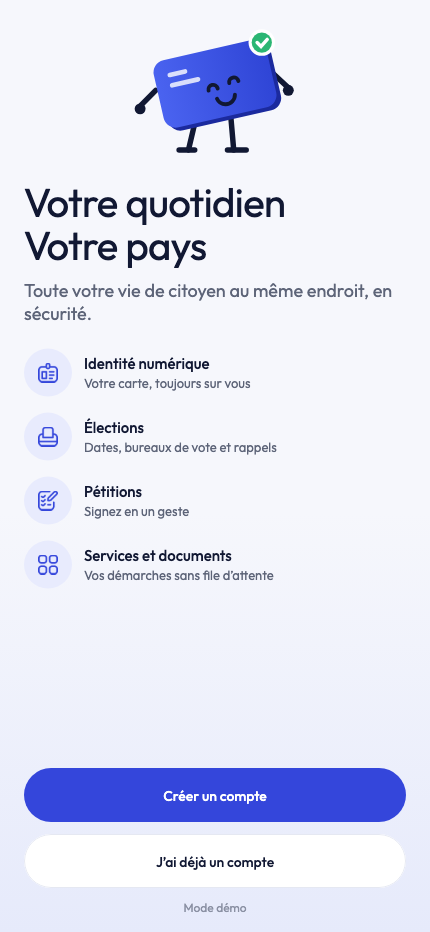 Votre quotidien
Votre pays
Toute votre vie de citoyen au même endroit, en
sécurité.
Identité numérique
Votre carte, toujours sur vous
Élections
Dates, bureaux de vote et rappels
Pétitions
Signez en un geste
Services et documents
Vos démarches sans file d’attente
Créer un compte
J’ai déjà un compte
Mode démo